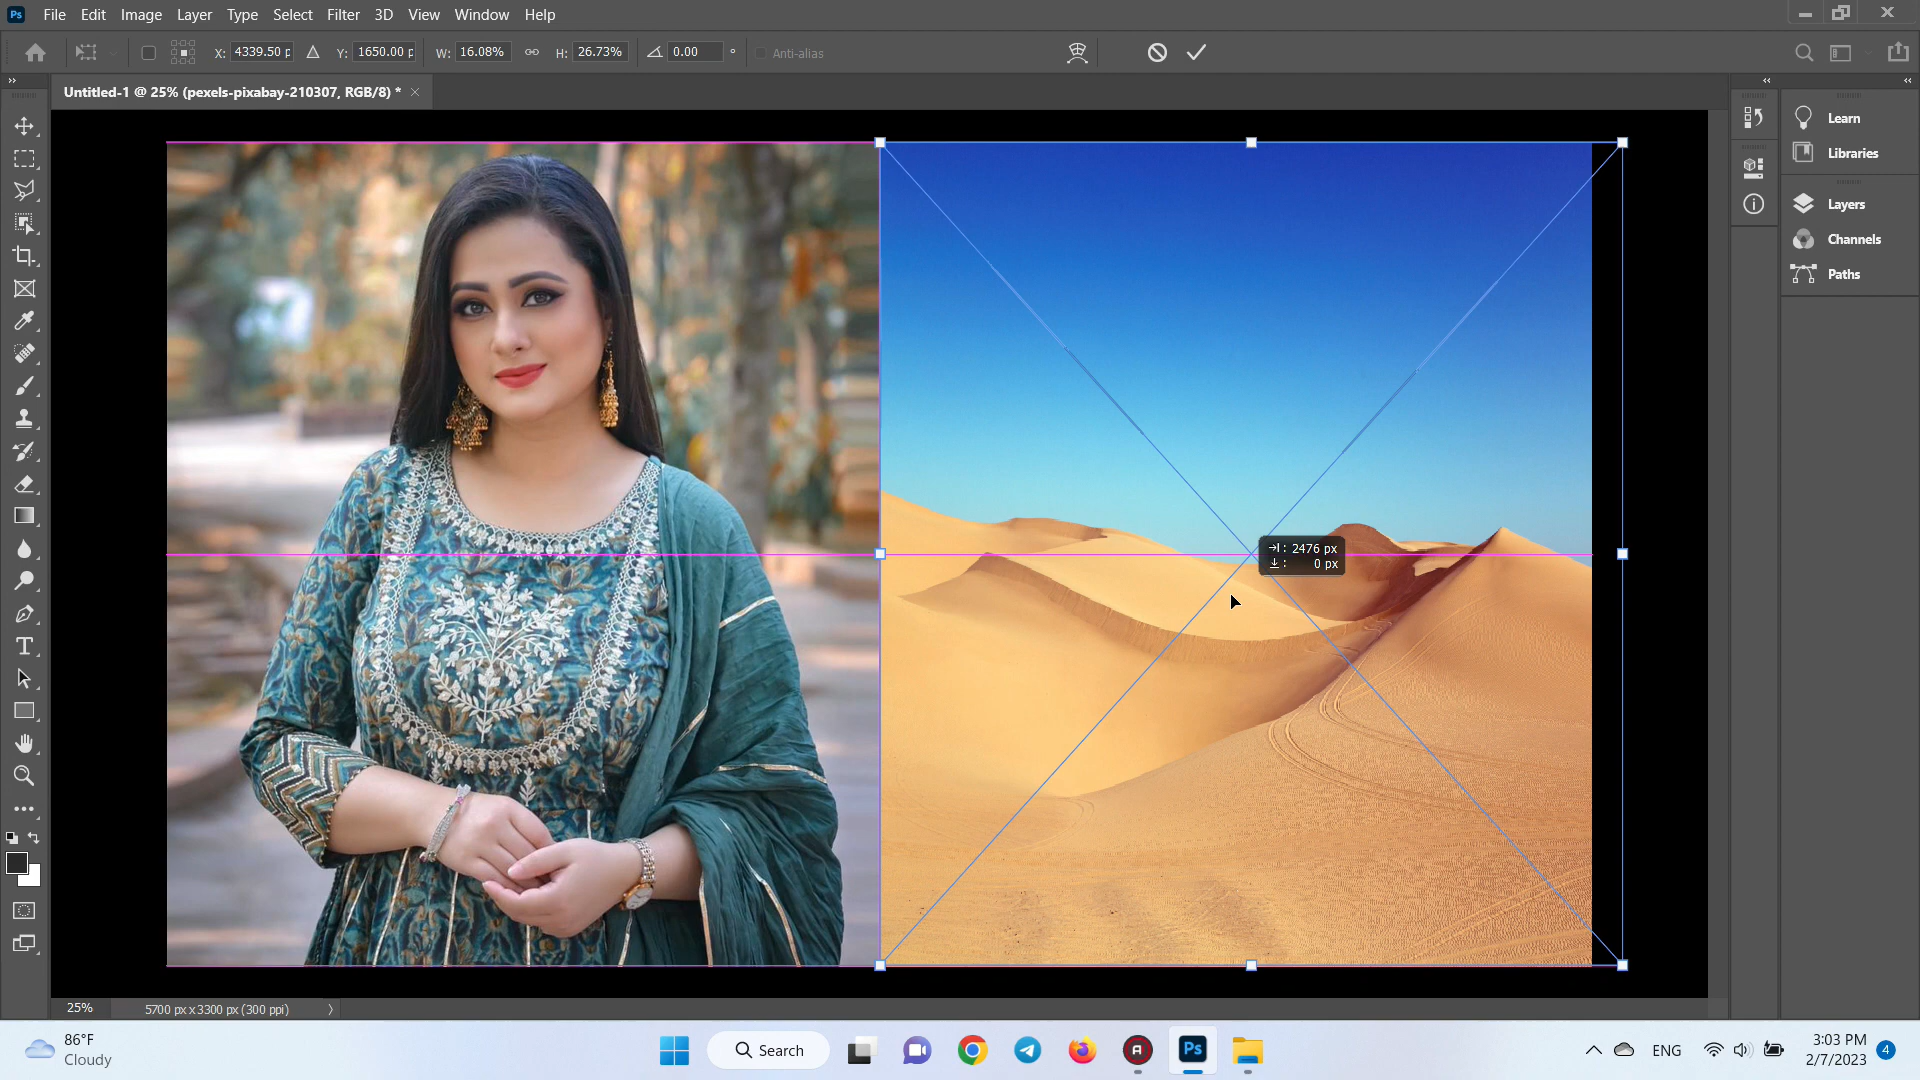 Ps File Edit Image Layer Type Select Filter 3D View Window Help
X: 4339.50 p Y: 1650.00 p W: 16.08% H: 26.73% 0.00 ° Anti-alias
Untitled-1 @ 25% (pexels-pixabay-210307, RGB/8) * ×
Learn
Libraries
Layers
Channels
Paths
: 2476 px
: 0 px
T
25% 5700 px x 3300 px (300 ppi)
86°F
Cloudy
Search
Ps
ENG
3:03 PM
2/7/2023
4